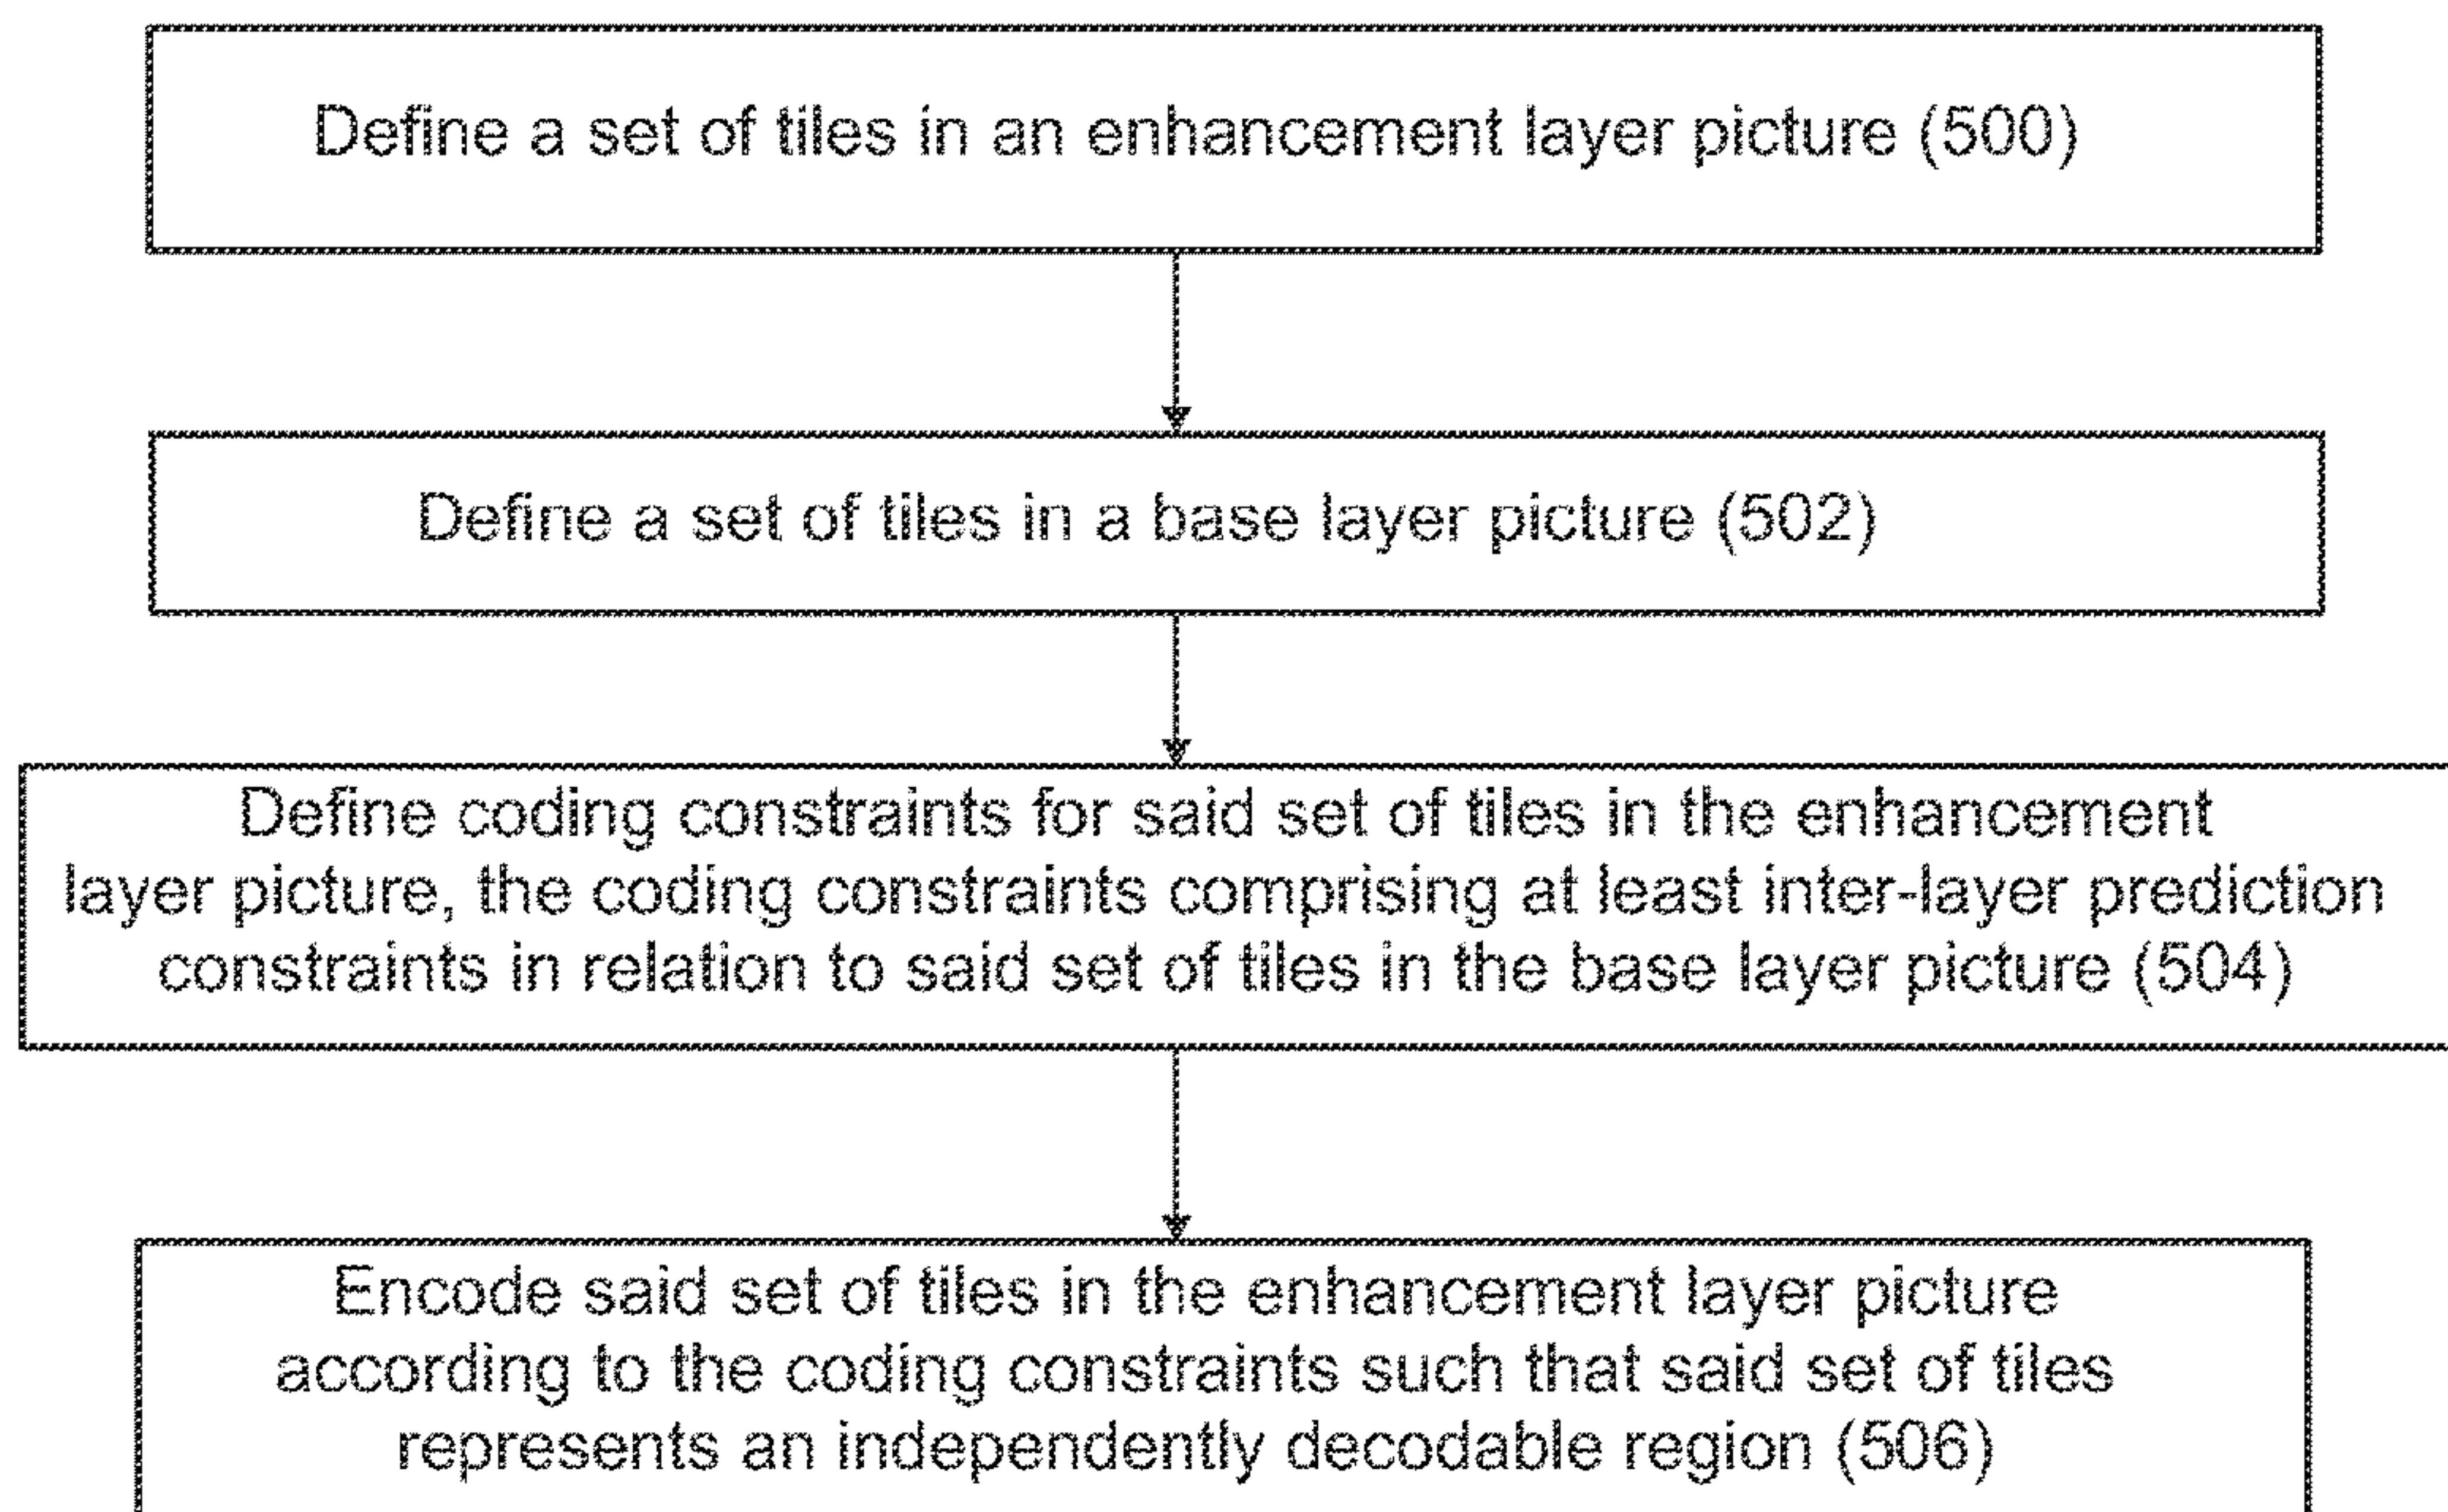 Define a set of tiles in an enhancement layer picture (500)
Define a set of tiles in a base layer picture (502)
Define coding constraints for said set of tiles in the enhancement
layer picture, the coding constraints comprising at least inter-layer prediction
constraints in relation to said set of tiles in the base layer picture (504)
Encode said set of tiles in the enhancement layer picture
according to the coding constraints such that said set of tiles
represents an independently decodable region (506)